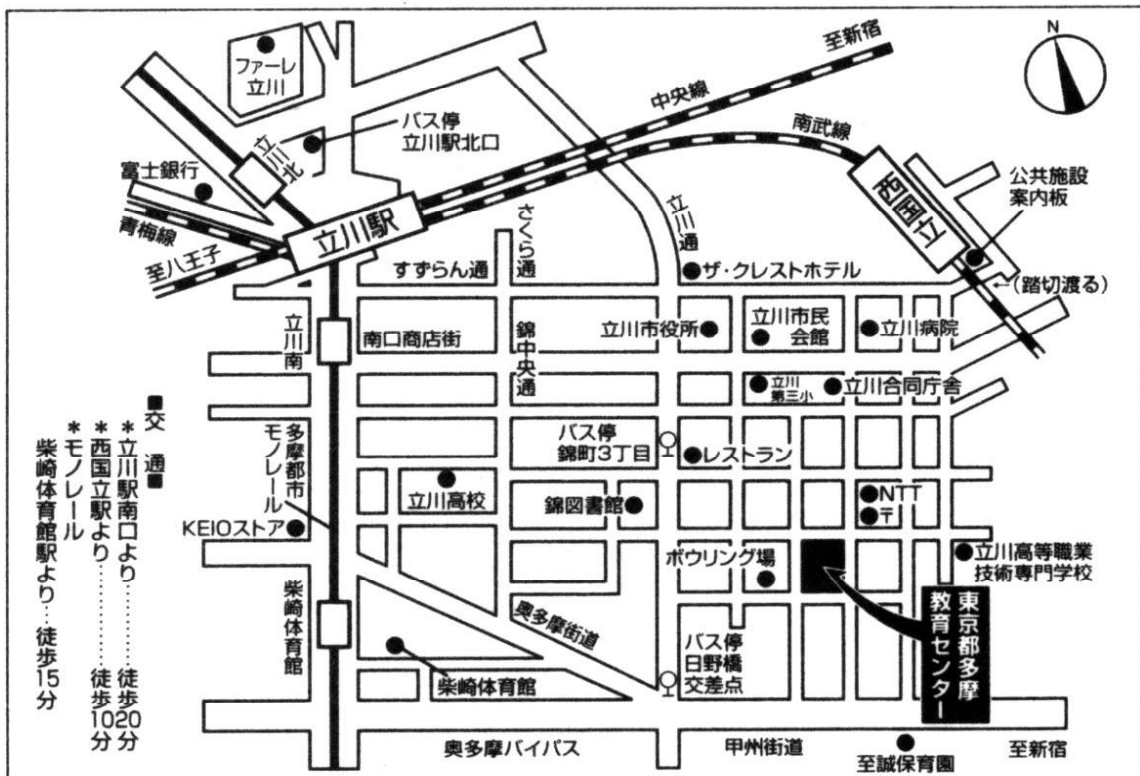 N
至新宿
中央線
南武線
ファーレ
立川
バス停
立川駅北口
立川北
富士銀行
青梅線
至八王子
立川駅
西国立
公共施設
案内板
←(踏切渡る)
さくら通
立川通
すずらん通
ザ・クレストホテル
立川南
南口商店街
錦中央通
立川市役所
立川市民
会館
立川病院
立川
第三小
立川合同庁舎
多摩都市
モノレール
バス停
錦町3丁目
レストラン
立川高校
錦図書館
NTT
〒
KEIOストア
ボウリング場
立川高等職業
技術専門学校
柴崎体育館
奥多摩街道
バス停
日野橋
交差点
東京都多摩
教育センター
柴崎体育館
奥多摩バイパス
甲州街道
至誠保育園
至新宿
■交 通■
*立川駅南口より…………徒歩20分
*西国立駅より……………徒歩10分
*モノレール
柴崎体育館駅より…徒歩15分